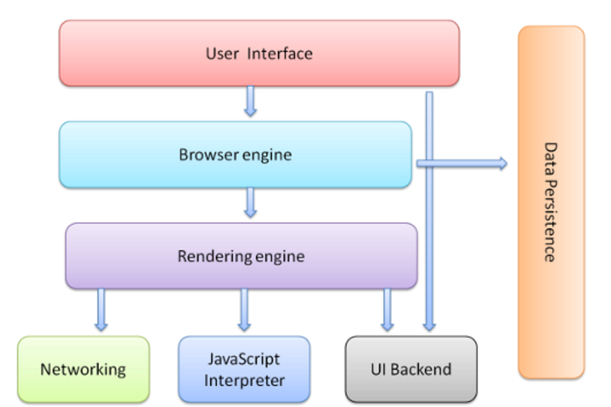 User Interface
Browser engine
Data Persistence
Rendering engine
Networking
JavaScript
Interpreter
UI Backend